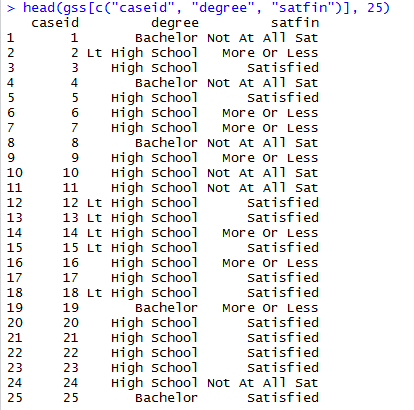 > head(gss[c("caseid", "degree", "satfin")], 25)
   caseid         degree         satfin
1       1       Bachelor Not At All Sat
2       2 Lt High School   More Or Less
3       3    High School      Satisfied
4       4       Bachelor Not At All Sat
5       5    High School      Satisfied
6       6    High School   More Or Less
7       7    High School   More Or Less
8       8       Bachelor Not At All Sat
9       9    High School   More Or Less
10     10    High School Not At All Sat
11     11    High School Not At All Sat
12     12 Lt High School      Satisfied
13     13 Lt High School      Satisfied
14     14 Lt High School   More Or Less
15     15 Lt High School      Satisfied
16     16    High School   More Or Less
17     17    High School      Satisfied
18     18 Lt High School      Satisfied
19     19       Bachelor   More Or Less
20     20    High School      Satisfied
21     21    High School      Satisfied
22     22    High School      Satisfied
23     23    High School      Satisfied
24     24    High School Not At All Sat
25     25       Bachelor      Satisfied